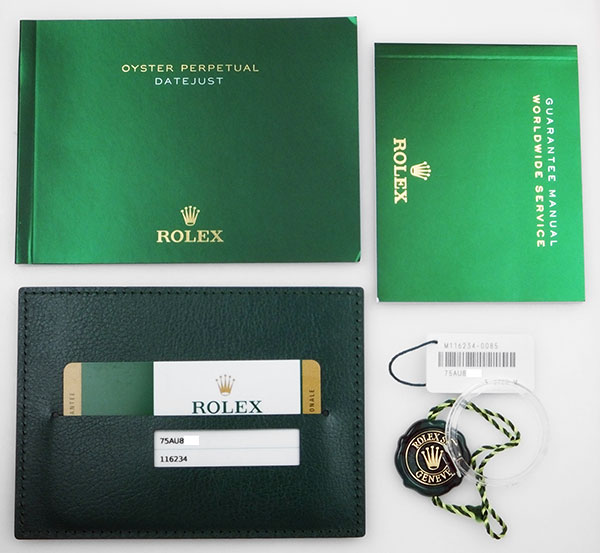 OYSTER PERPETUAL
DATEJUST
ROLEX
GUARANTEE MANUAL
WORLDWIDE SERVICE
ROLEX
ROLEX
75AU8
116234
M116234-0085
75AU8
ROLEX SA
GENEVE